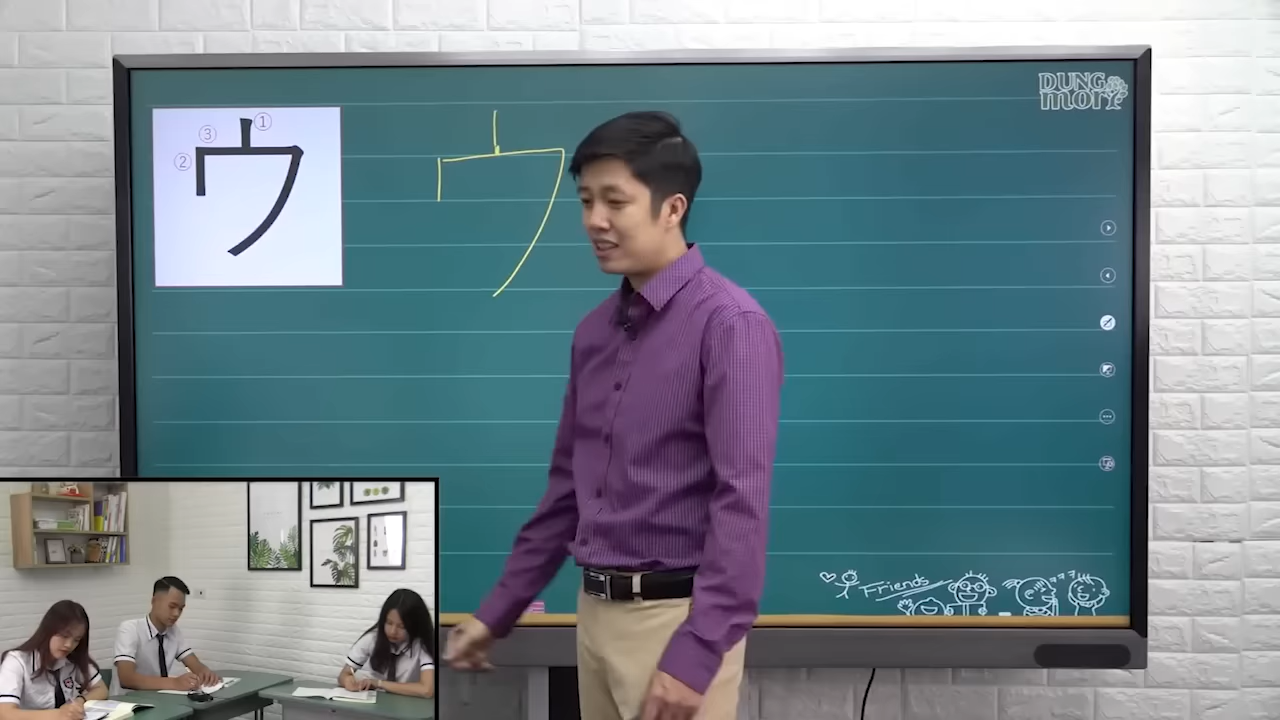 DUNG
mori
①
③
②
ウ
ウ
Friends
???